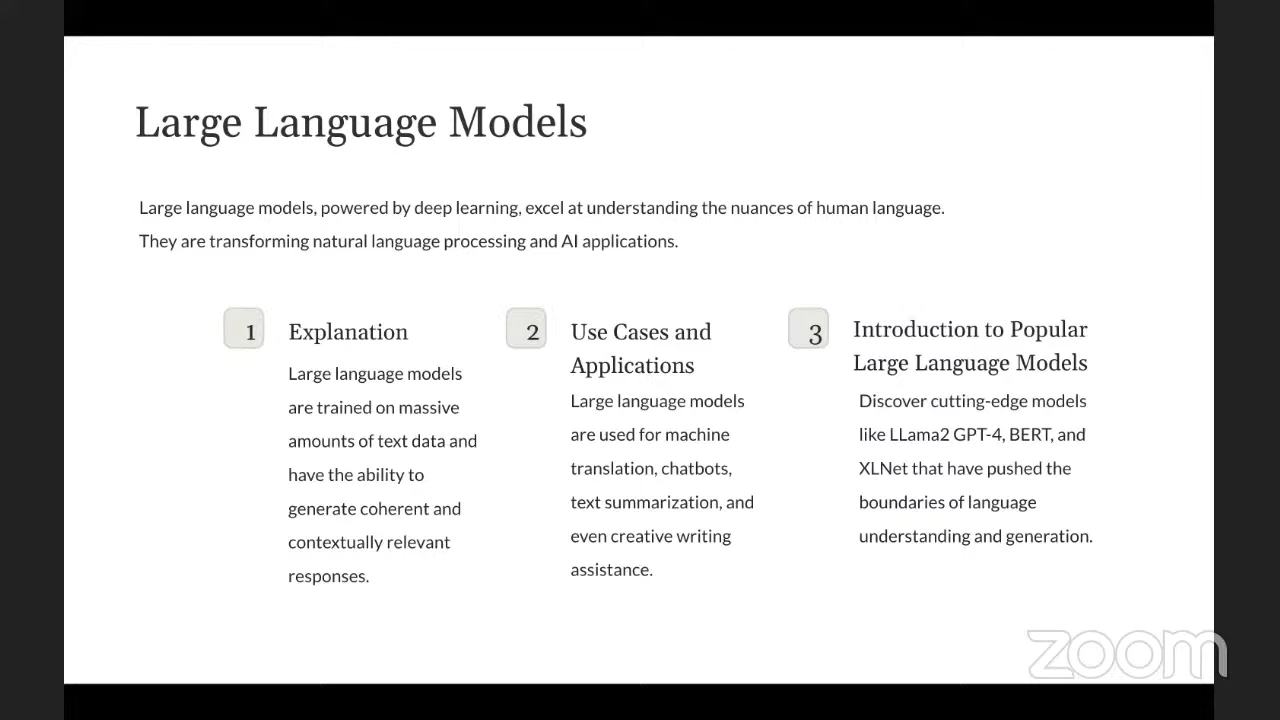 Large Language Models
Large language models, powered by deep learning, excel at understanding the nuances of human language.
They are transforming natural language processing and AI applications.
1
Explanation
Large language models
are trained on massive
amounts of text data and
have the ability to
generate coherent and
contextually relevant
responses.
2
Use Cases and
Applications
Large language models
are used for machine
translation, chatbots,
text summarization, and
even creative writing
assistance.
3
Introduction to Popular
Large Language Models
Discover cutting-edge models
like LLama2 GPT-4, BERT, and
XLNet that have pushed the
boundaries of language
understanding and generation.
zoom